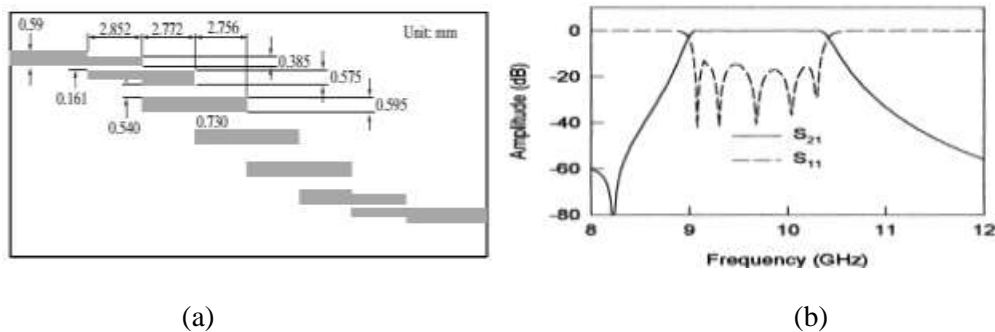 0.59
2.852
2.772
2.756
Unit: mm
0.385
0.575
0.161
0.595
0.540
0.730
(a)
Amplitude (dB)
0
-20
-40
-60
-80
S21
S11
8
9
10
11
12
Frequency (GHz)
(b)